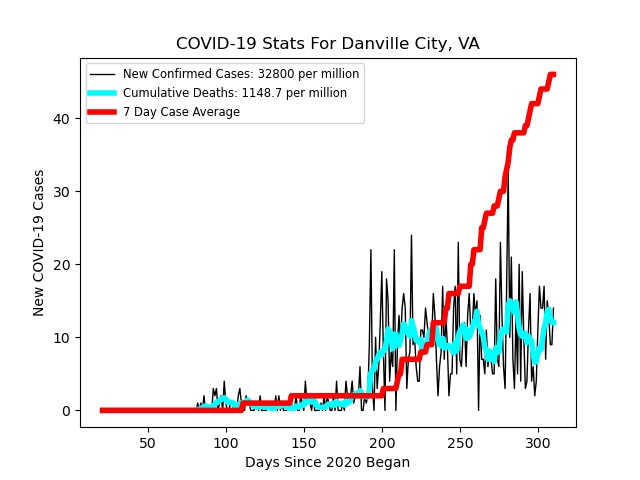 COVID-19 Stats For Danville City, VA
New Confirmed Cases: 32800 per million
Cumulative Deaths: 1148.7 per million
7 Day Case Average
New COVID-19 Cases
40
30
20
10
0
50 100 150 200 250 300
Days Since 2020 Began